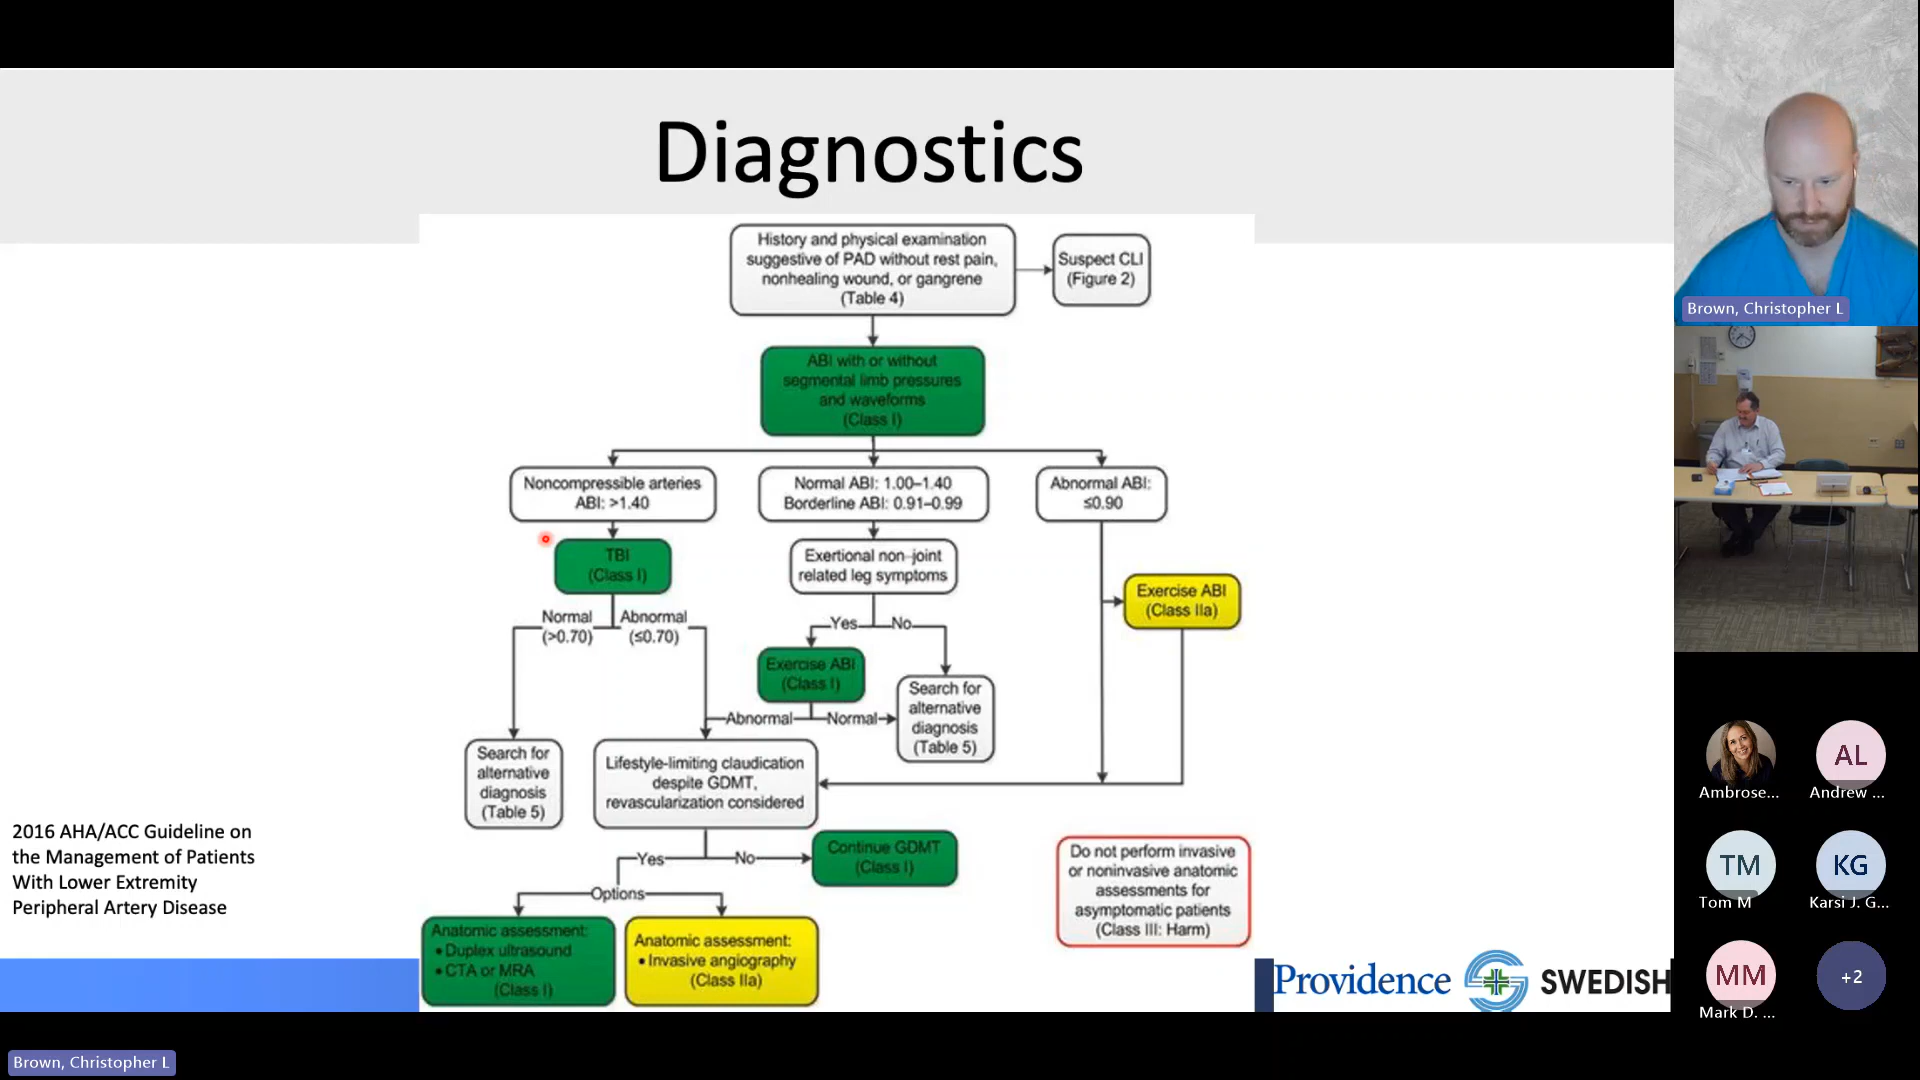 Diagnostics
History and physical examination
suggestive of PAD without rest pain,
nonhealing wound, or gangrene
(Table 4)
Suspect CLI
(Figure 2)
ABI with or without
segmental limb pressures
and waveforms
(Class I)
Noncompressible arteries
ABI: >1.40
Normal ABI: 1.00–1.40
Borderline ABI: 0.91–0.99
Abnormal ABI:
≤0.90
TBI
(Class I)
Exertional non–joint
related leg symptoms
Exercise ABI
(Class IIa)
Normal
(>0.70)
Abnormal
(≤0.70)
Yes
No
Exercise ABI
(Class I)
Search for
alternative
diagnosis
(Table 5)
Abnormal
Normal
Search for
alternative
diagnosis
(Table 5)
Lifestyle-limiting claudication
despite GDMT,
revascularization considered
Yes
No
Continue GDMT
(Class I)
Options
Anatomic assessment:
• Duplex ultrasound
• CTA or MRA
(Class I)
Anatomic assessment:
• Invasive angiography
(Class IIa)
Do not perform invasive
or noninvasive anatomic
assessments for
asymptomatic patients
(Class III: Harm)
2016 AHA/ACC Guideline on
the Management of Patients
With Lower Extremity
Peripheral Artery Disease
Providence
SWEDISH
Brown, Christopher L
Brown, Christopher L
Ambrose...
AL
Andrew ...
TM
Tom M
KG
Karsi J. G...
MM
Mark D. ...
+2